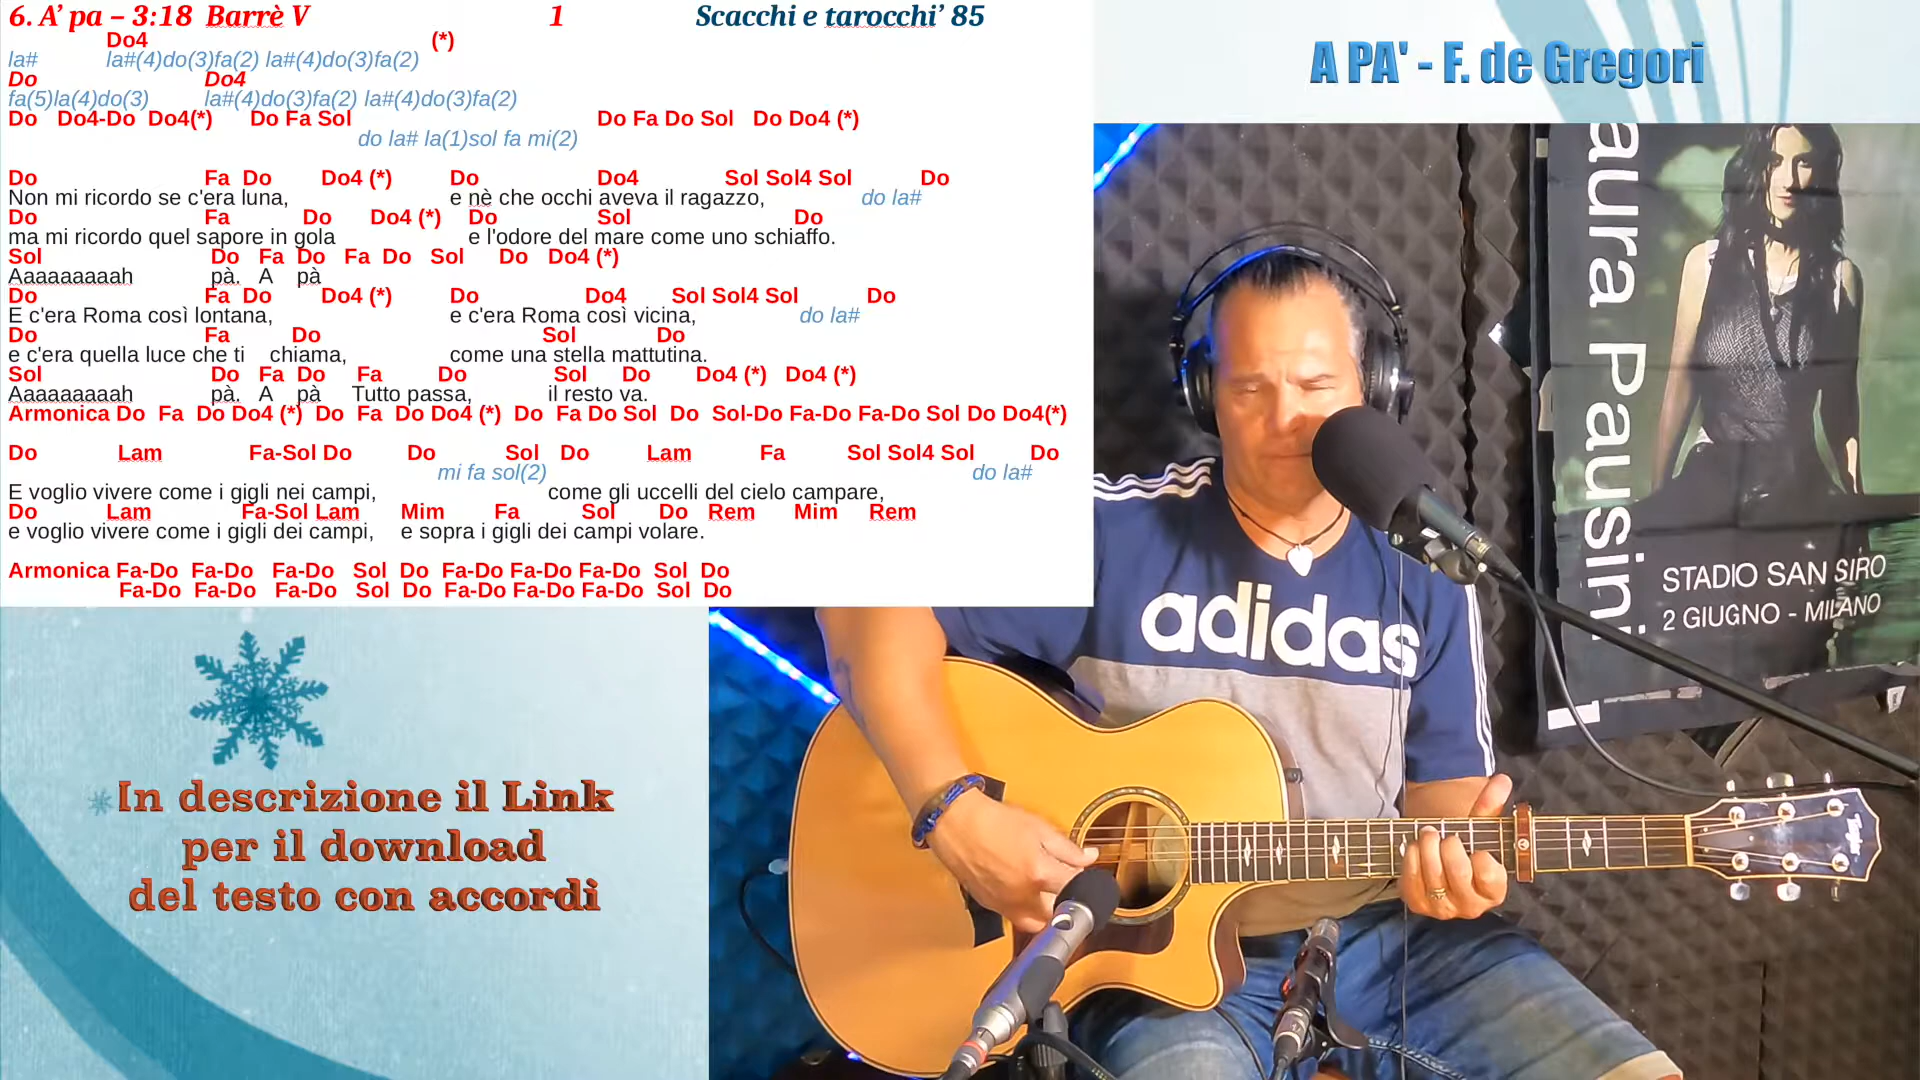 6. A’ pa – 3:18 Barrè V 1 Scacchi e tarocchi’ 85
Do4 (*)
la# la#(4)do(3)fa(2) la#(4)do(3)fa(2)
Do Do4
fa(5)la(4)do(3) la#(4)do(3)fa(2) la#(4)do(3)fa(2)
Do Do4-Do Do4(*) Do Fa Sol Do Fa Do Sol Do Do4 (*)
do la# la(1)sol fa mi(2)
Do Fa Do Do4 (*) Do Do4 Sol Sol4 Sol Do
Non mi ricordo se c'era luna, e nè che occhi aveva il ragazzo, do la#
Do Fa Do Do4 (*) Do Sol Do
ma mi ricordo quel sapore in gola e l'odore del mare come uno schiaffo.
Sol Do Fa Do Fa Do Sol Do Do4 (*)
Aaaaaaaaah pà. A pà
Do Fa Do Do4 (*) Do Do4 Sol Sol4 Sol Do
E c'era Roma così lontana, e c'era Roma così vicina, do la#
Do Fa Do Sol Do
e c'era quella luce che ti chiama, come una stella mattutina.
Sol Do Fa Do Fa Do Sol Do Do4 (*) Do4 (*)
Aaaaaaaaah pà. A pà Tutto passa, il resto va.
Armonica Do Fa Do Do4 (*) Do Fa Do Do4 (*) Do Fa Do Sol Do Sol-Do Fa-Do Fa-Do Sol Do Do4(*)
Do Lam Fa-Sol Do Do Sol Do Lam Fa Sol Sol4 Sol Do
mi fa sol(2) do la#
E voglio vivere come i gigli nei campi, come gli uccelli del cielo campare,
Do Lam Fa-Sol Lam Mim Fa Sol Do Rem Mim Rem
e voglio vivere come i gigli dei campi, e sopra i gigli dei campi volare.
Armonica Fa-Do Fa-Do Fa-Do Sol Do Fa-Do Fa-Do Fa-Do Sol Do
Fa-Do Fa-Do Fa-Do Sol Do Fa-Do Fa-Do Fa-Do Sol Do
A PA' - F. de Gregori
aura Pausini
STADIO SAN SIRO
2 GIUGNO - MILANO
adidas
Taylor
In descrizione il Link
per il download
del testo con accordi